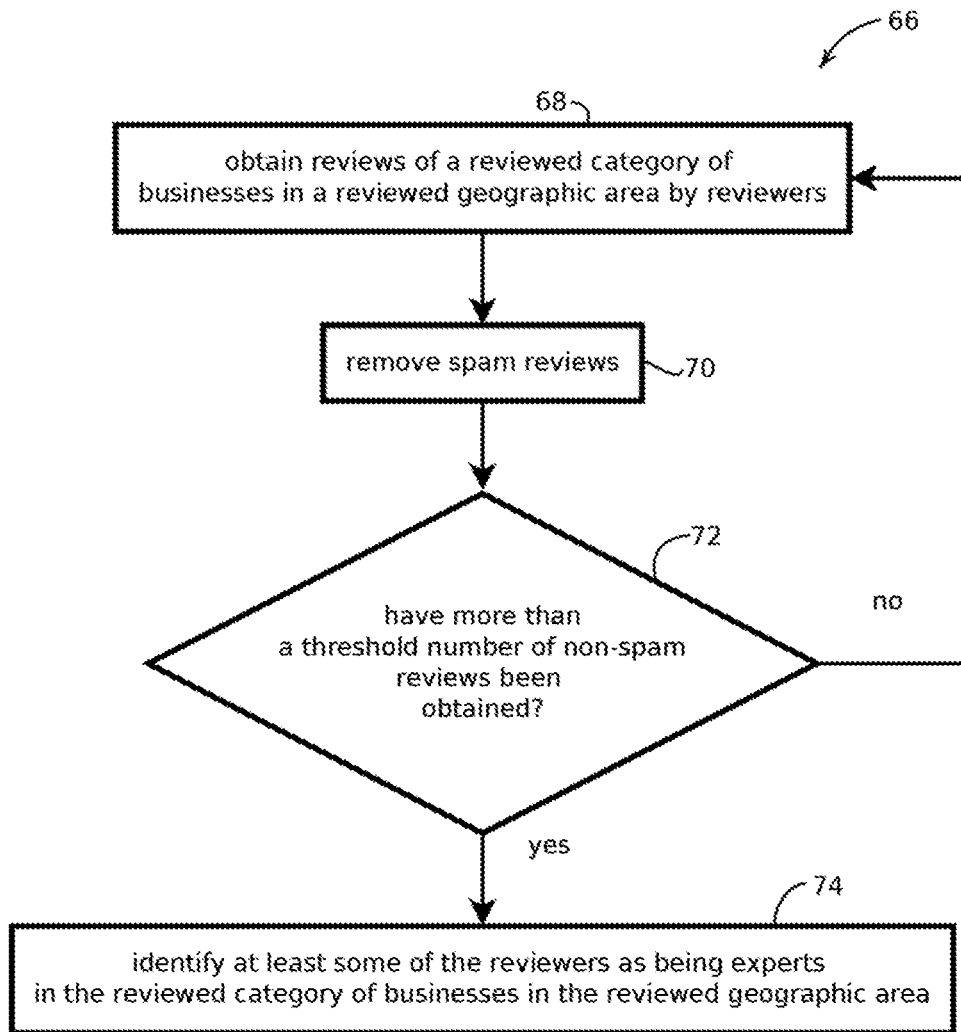 66
68
obtain reviews of a reviewed category of
businesses in a reviewed geographic area by reviewers
remove spam reviews
70
72
have more than
a threshold number of non-spam
reviews been
obtained?
no
yes
74
identify at least some of the reviewers as being experts
in the reviewed category of businesses in the reviewed geographic area